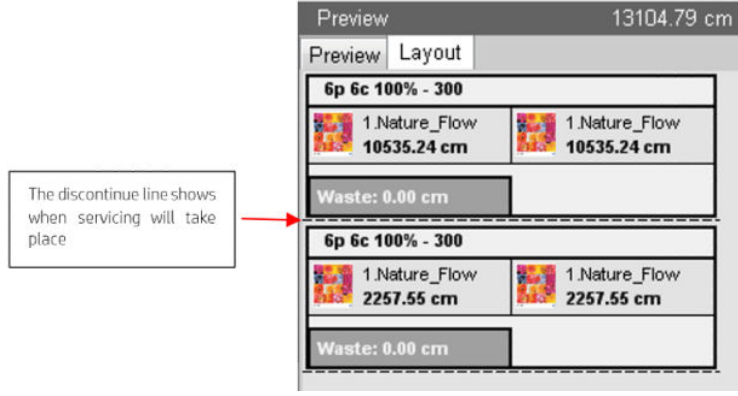 Preview 13104.79 cm
Preview Layout
6p 6c 100% - 300
1.Nature_Flow 1.Nature_Flow
10535.24 cm 10535.24 cm
Waste: 0.00 cm
The discontinue line shows
when servicing will take
place
6p 6c 100% - 300
1.Nature_Flow 1.Nature_Flow
2257.55 cm 2257.55 cm
Waste: 0.00 cm